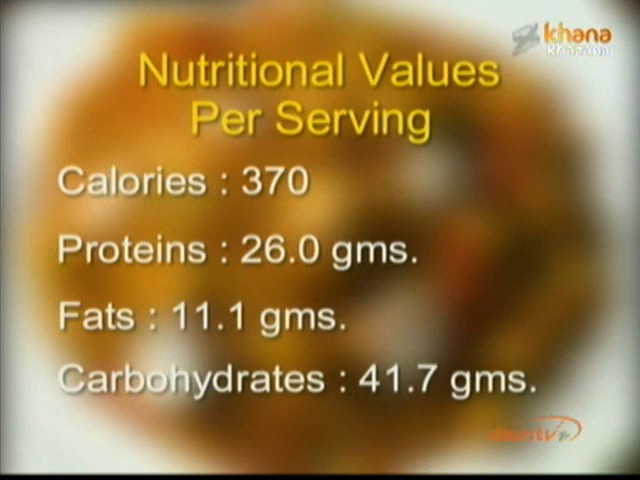 khana
khazana
Nutritional Values
Per Serving
Calories : 370
Proteins : 26.0 gms.
Fats : 11.1 gms.
Carbohydrates : 41.7 gms.